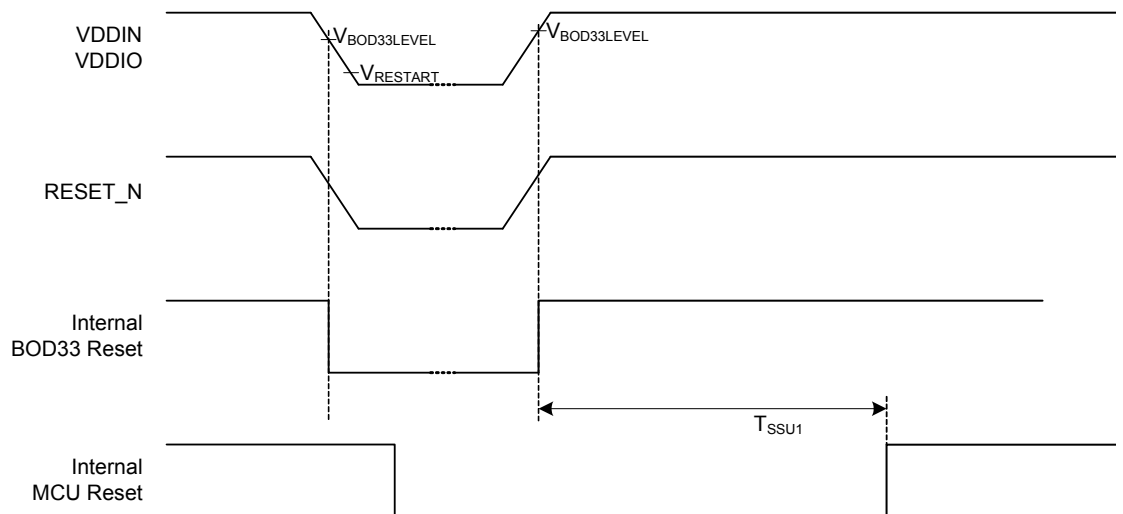 VDDIN
VDDIO
VBOD33LEVEL
VRESTART
VBOD33LEVEL
RESET_N
Internal
BOD33 Reset
TSSU1
Internal
MCU Reset